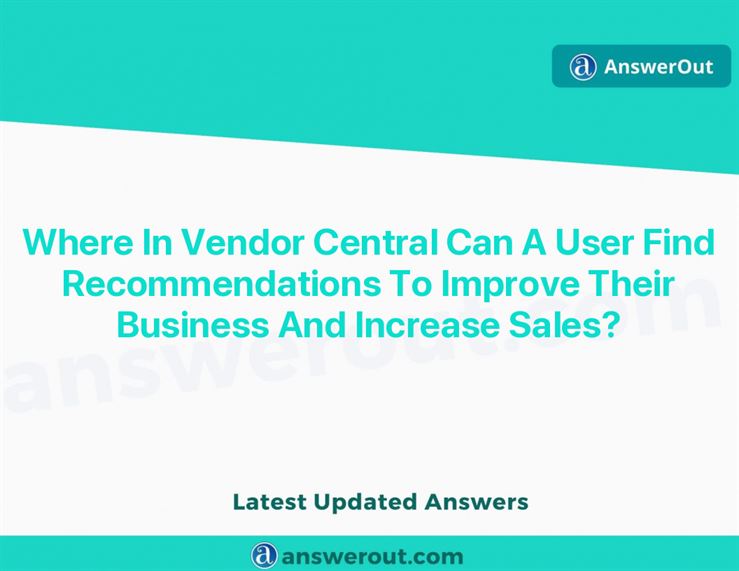 AnswerOut
Where In Vendor Central Can A User Find
Recommendations To Improve Their
Business And Increase Sales?
answerout.com
Latest Updated Answers
answerout.com